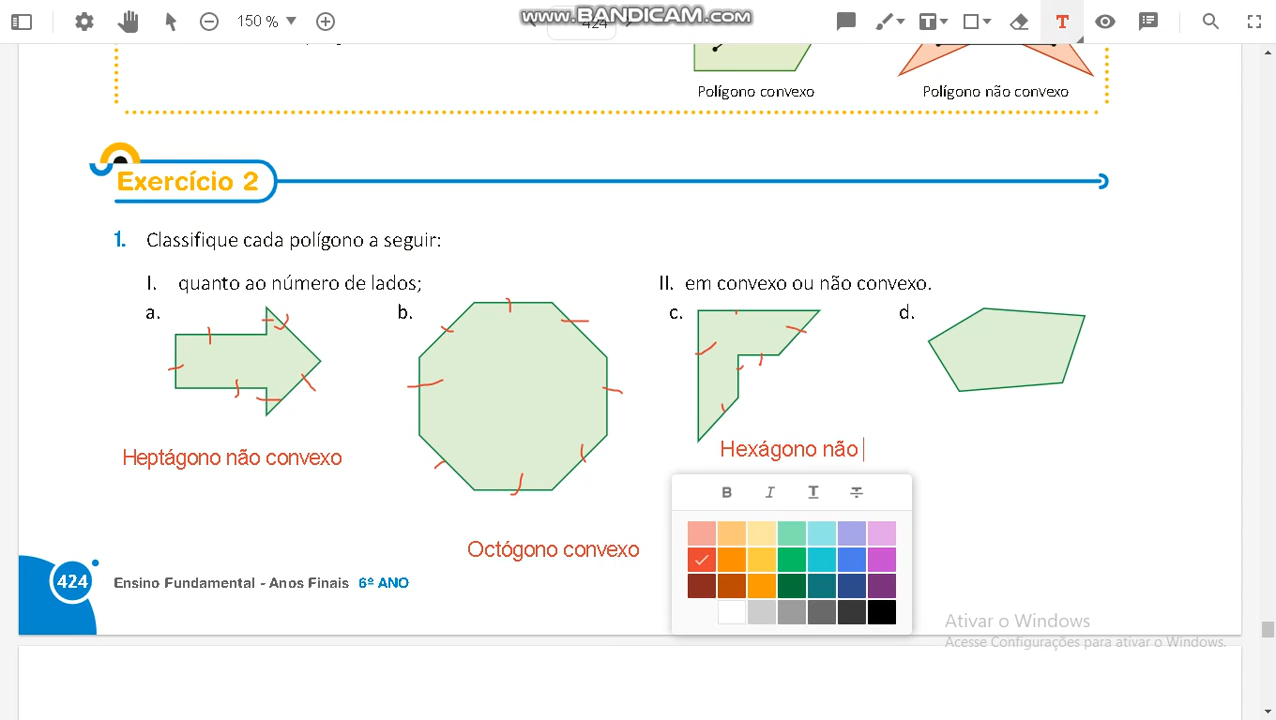 150 %
www.BANDICAM.com
424
Polígono convexo
Polígono não convexo
Exercício 2
1. Classifique cada polígono a seguir:
I. quanto ao número de lados;
II. em convexo ou não convexo.
a.
b.
c.
d.
Heptágono não convexo
Hexágono não
B I T T
Octógono convexo
424 Ensino Fundamental - Anos Finais 6º ANO
Ativar o Windows
Acesse Configurações para ativar o Windows.